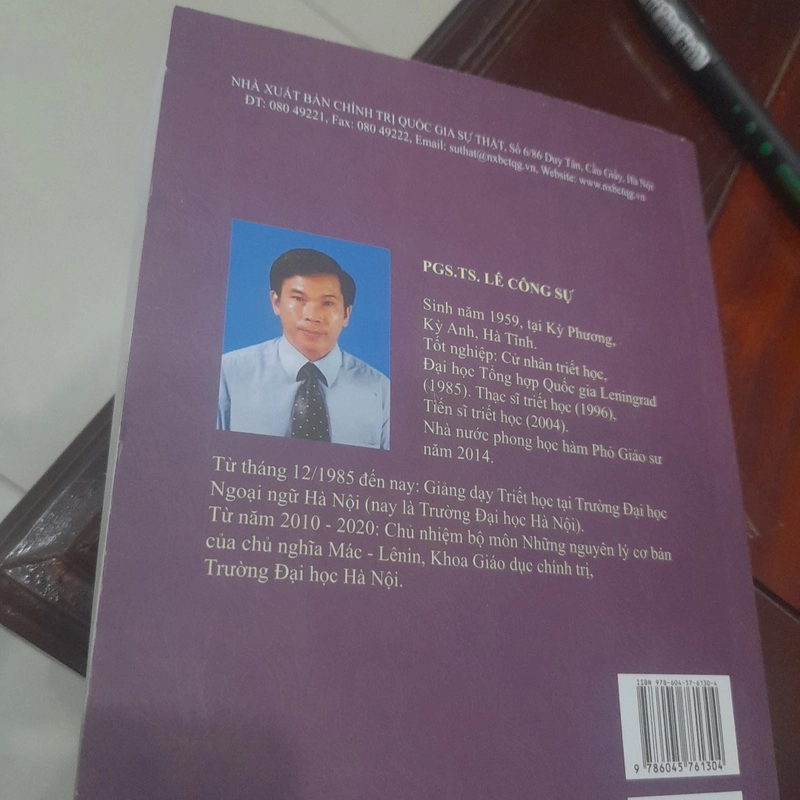 NHÀ XUẤT BẢN CHÍNH TRỊ QUỐC GIA SỰ THẬT, Số 6/86 Duy Tân, Cầu Giấy, Hà Nội
ĐT: 080 49221, Fax: 080 49222, Email: suthat@nxbctqg.vn, Website: www.nxbctqg.vn
PGS.TS. LÊ CÔNG SỰ
Sinh năm 1959, tại Kỳ Phương,
Kỳ Anh, Hà Tĩnh.
Tốt nghiệp: Cử nhân triết học,
Đại học Tổng hợp Quốc gia Leningrad
(1985). Thạc sĩ triết học (1996),
Tiến sĩ triết học (2004).
Nhà nước phong học hàm Phó Giáo sư
năm 2014.
Từ tháng 12/1985 đến nay: Giảng dạy Triết học tại Trường Đại học
Ngoại ngữ Hà Nội (nay là Trường Đại học Hà Nội).
Từ năm 2010 - 2020: Chủ nhiệm bộ môn Những nguyên lý cơ bản
của chủ nghĩa Mác - Lênin, Khoa Giáo dục chính trị,
Trường Đại học Hà Nội.
ISBN 978-604-57-6130-4
9 786045 761304